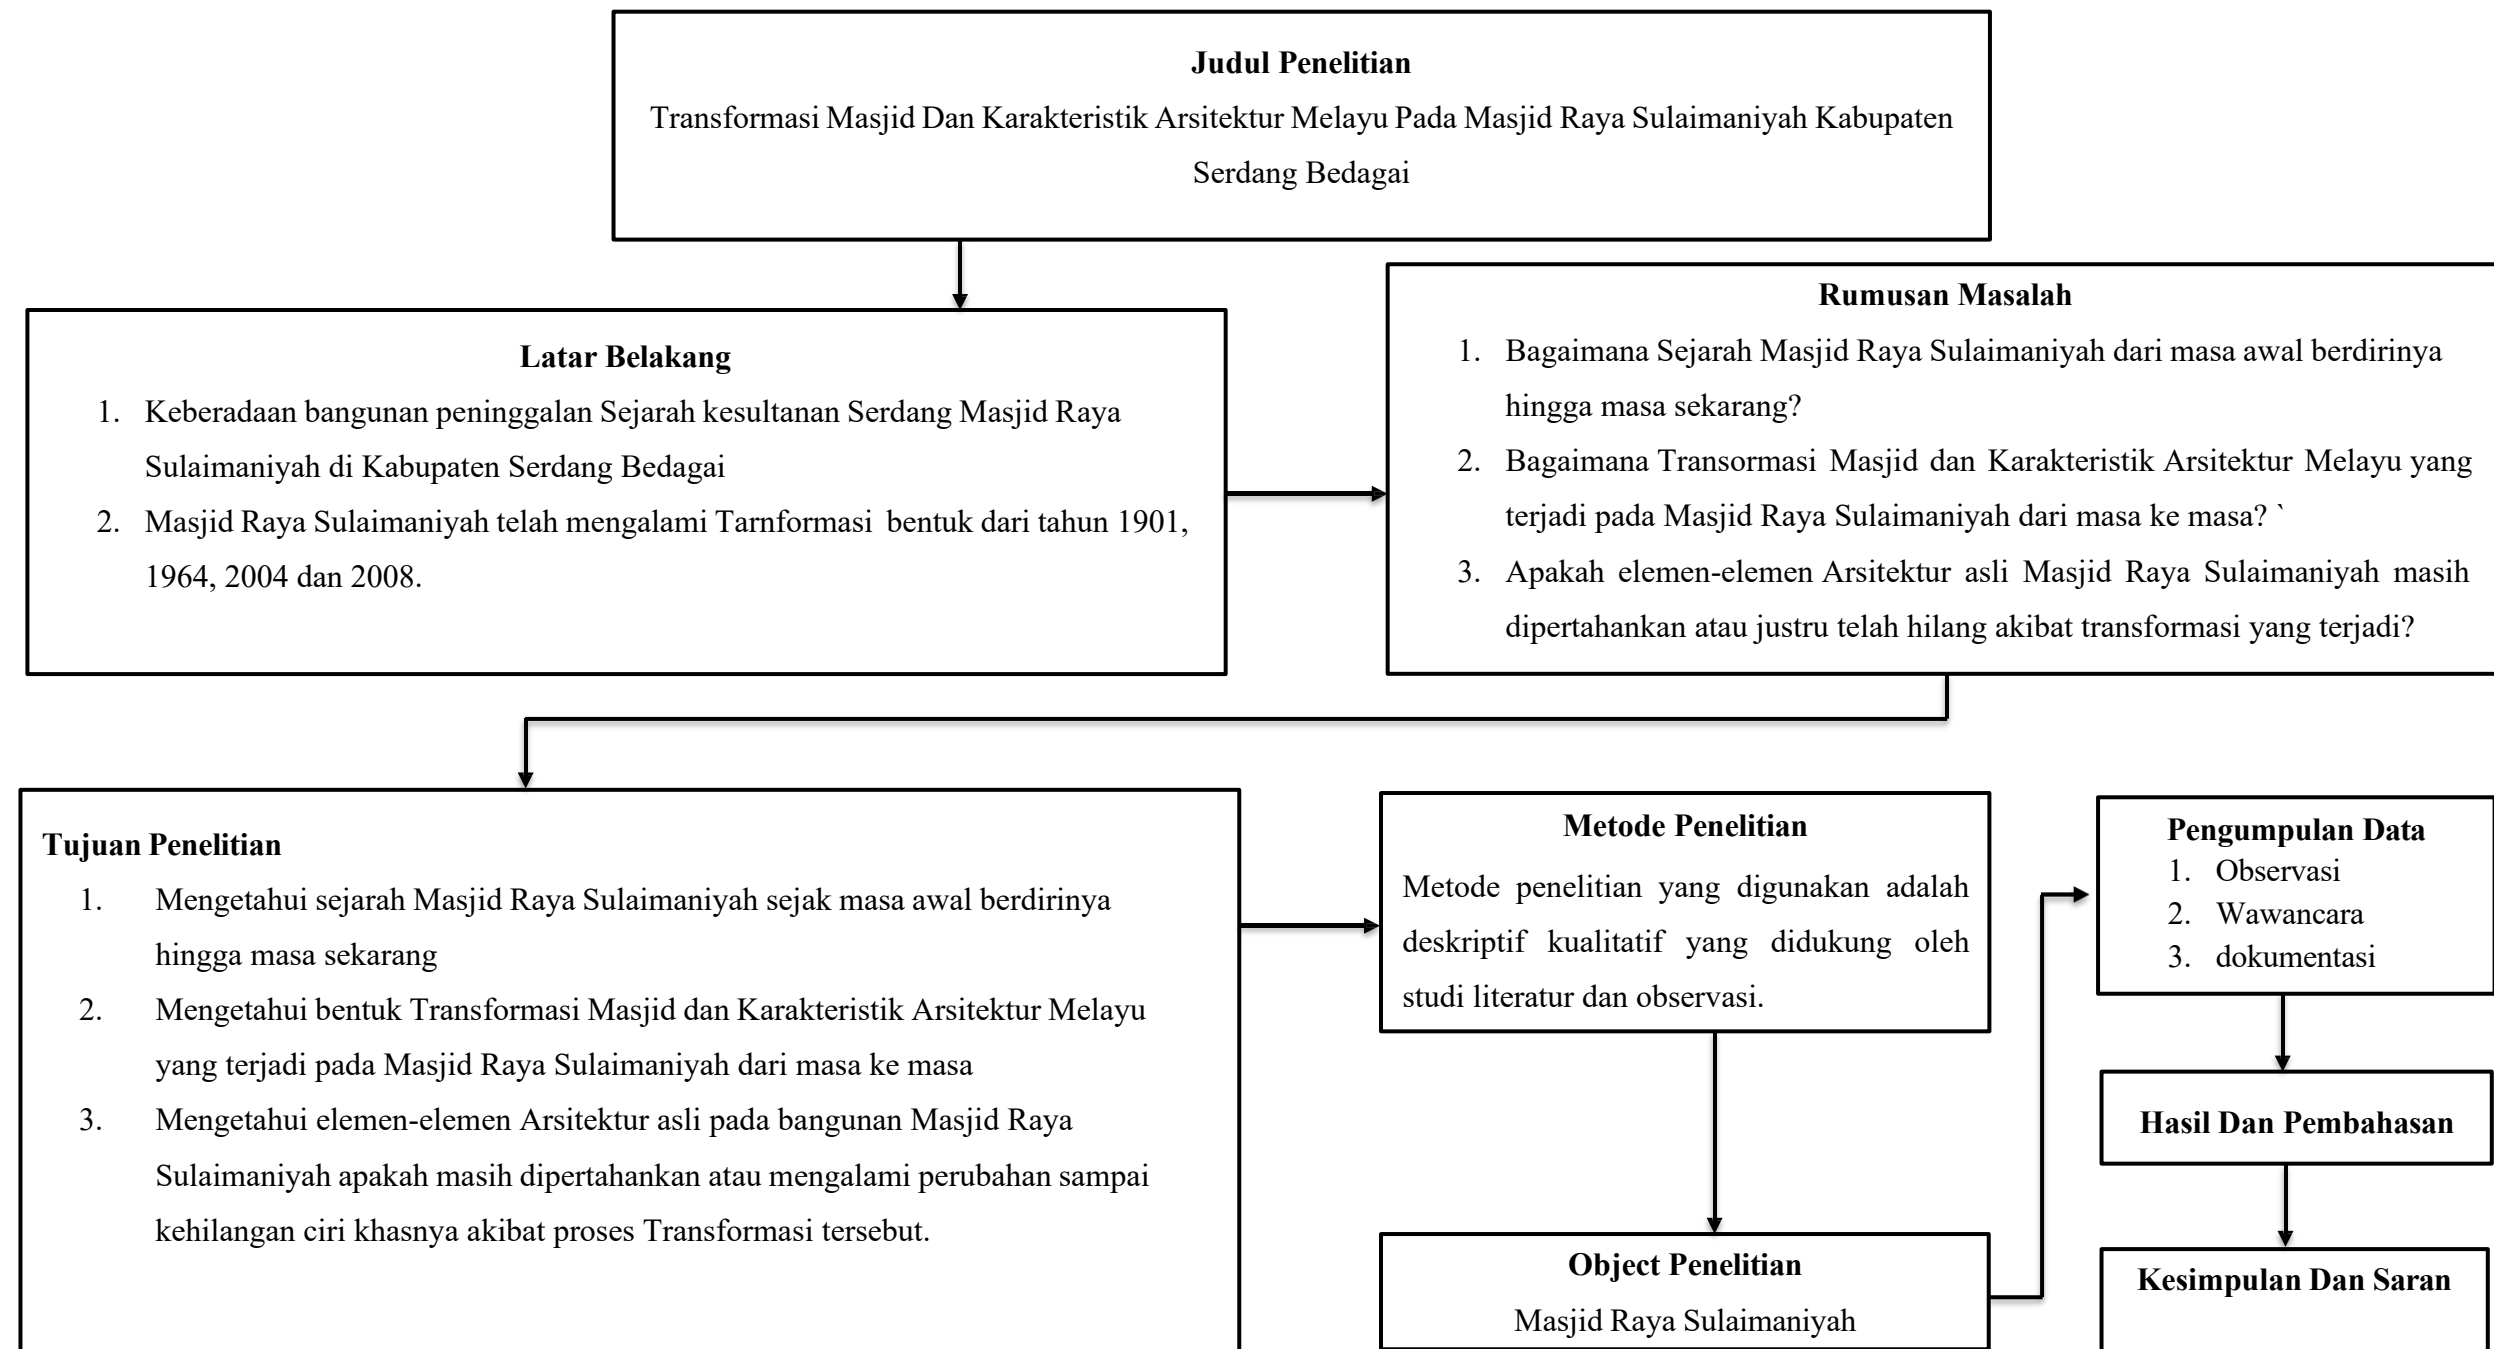 Judul Penelitian
Transformasi Masjid Dan Karakteristik Arsitektur Melayu Pada Masjid Raya Sulaimaniyah Kabupaten
Serdang Bedagai
Latar Belakang
1. Keberadaan bangunan peninggalan Sejarah kesultanan Serdang Masjid Raya
Sulaimaniyah di Kabupaten Serdang Bedagai
2. Masjid Raya Sulaimaniyah telah mengalami Tarnformasi bentuk dari tahun 1901,
1964, 2004 dan 2008.
Rumusan Masalah
1. Bagaimana Sejarah Masjid Raya Sulaimaniyah dari masa awal berdirinya
hingga masa sekarang?
2. Bagaimana Transormasi Masjid dan Karakteristik Arsitektur Melayu yang
terjadi pada Masjid Raya Sulaimaniyah dari masa ke masa? `
3. Apakah elemen-elemen Arsitektur asli Masjid Raya Sulaimaniyah masih
dipertahankan atau justru telah hilang akibat transformasi yang terjadi?
Tujuan Penelitian
1. Mengetahui sejarah Masjid Raya Sulaimaniyah sejak masa awal berdirinya
hingga masa sekarang
2. Mengetahui bentuk Transformasi Masjid dan Karakteristik Arsitektur Melayu
yang terjadi pada Masjid Raya Sulaimaniyah dari masa ke masa
3. Mengetahui elemen-elemen Arsitektur asli pada bangunan Masjid Raya
Sulaimaniyah apakah masih dipertahankan atau mengalami perubahan sampai
kehilangan ciri khasnya akibat proses Transformasi tersebut.
Metode Penelitian
Metode penelitian yang digunakan adalah
deskriptif kualitatif yang didukung oleh
studi literatur dan observasi.
Object Penelitian
Masjid Raya Sulaimaniyah
Pengumpulan Data
1. Observasi
2. Wawancara
3. dokumentasi
Hasil Dan Pembahasan
Kesimpulan Dan Saran